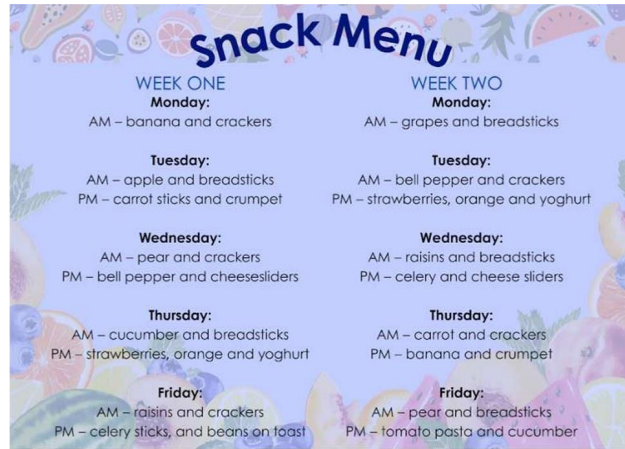 Snack Menu
WEEK ONE
Monday:
AM – banana and crackers
Tuesday:
AM – apple and breadsticks
PM – carrot sticks and crumpet
Wednesday:
AM – pear and crackers
PM – bell pepper and cheesesliders
Thursday:
AM – cucumber and breadsticks
PM – strawberries, orange and yoghurt
Friday:
AM – raisins and crackers
PM – celery sticks, and beans on toast
WEEK TWO
Monday:
AM – grapes and breadsticks
Tuesday:
AM – bell pepper and crackers
PM – strawberries, orange and yoghurt
Wednesday:
AM – raisins and breadsticks
PM – celery and cheese sliders
Thursday:
AM – carrot and crackers
PM – banana and crumpet
Friday:
AM – pear and breadsticks
PM – tomato pasta and cucumber